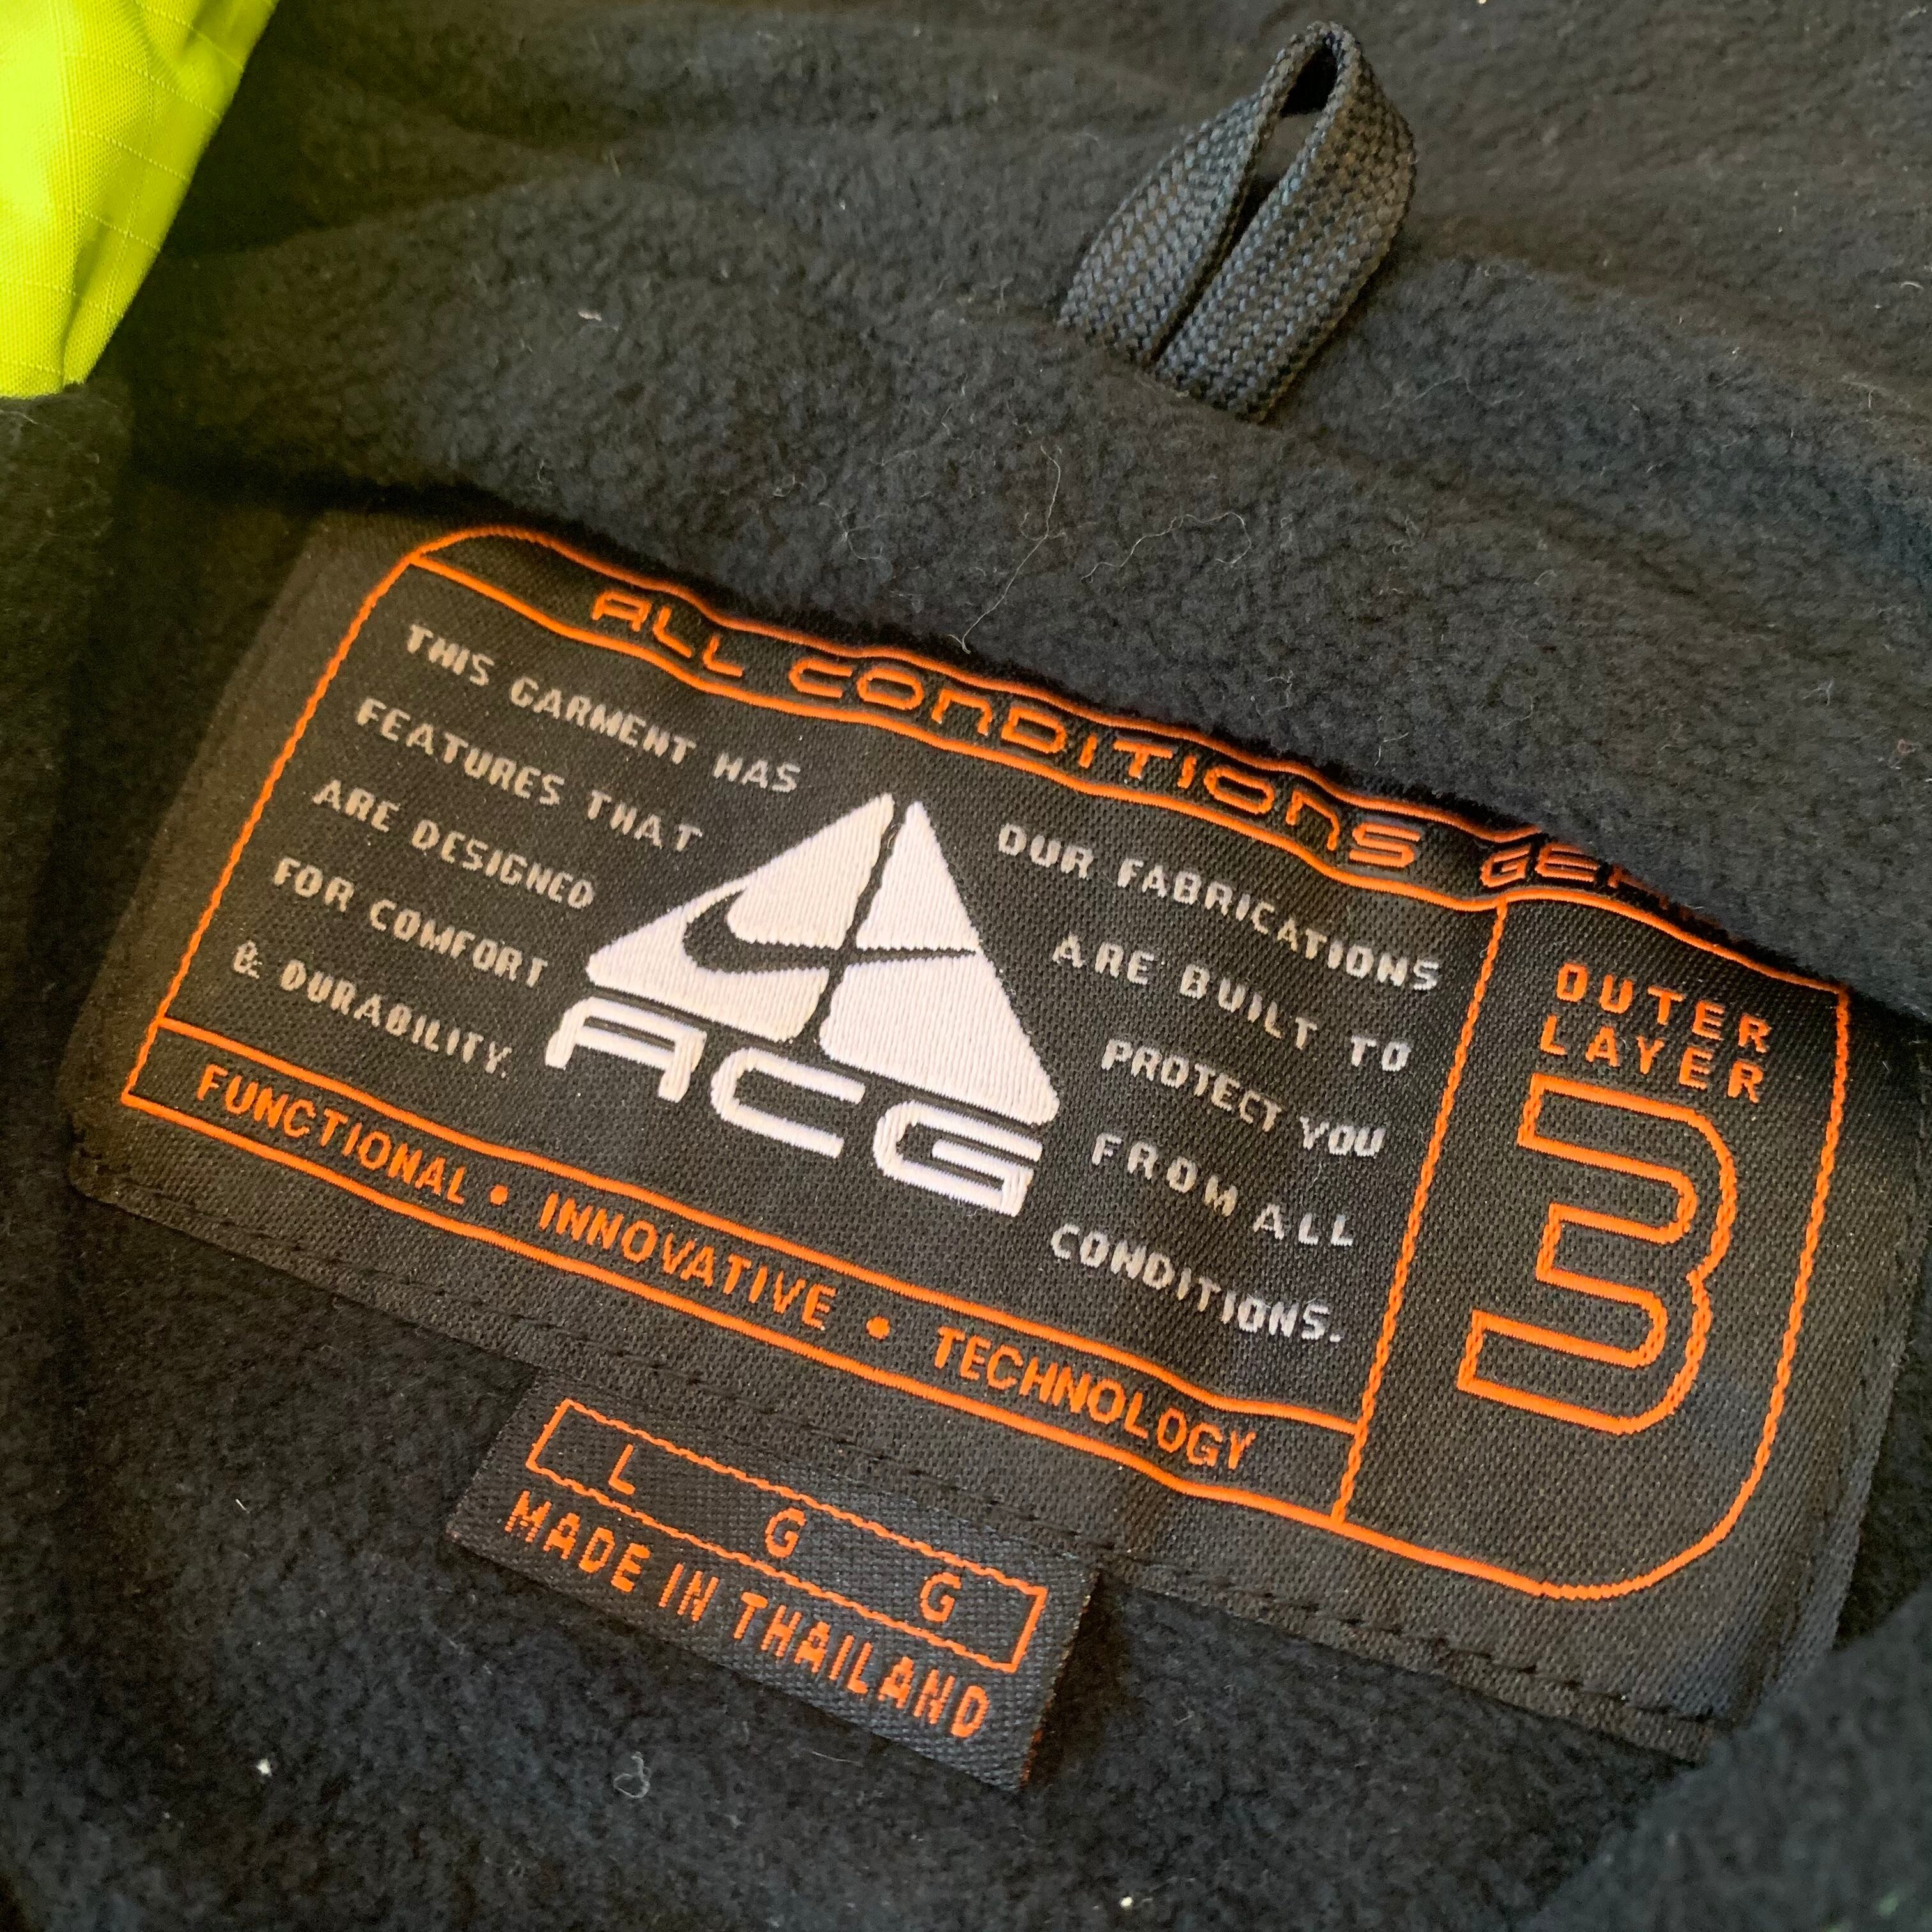 ALL CONDITIONS
THIS GARMENT HAS
FEATURES THAT
ARE DESIGNED
FOR COMFORT
& DURABILITY.
ACG
OUR FABRICATIONS
ARE BUILT TO
PROTECT YOU
FROM ALL
CONDITIONS.
OUTER
LAYER
3
FUNCTIONAL • INNOVATIVE • TECHNOLOGY
L G G
MADE IN THAILAND